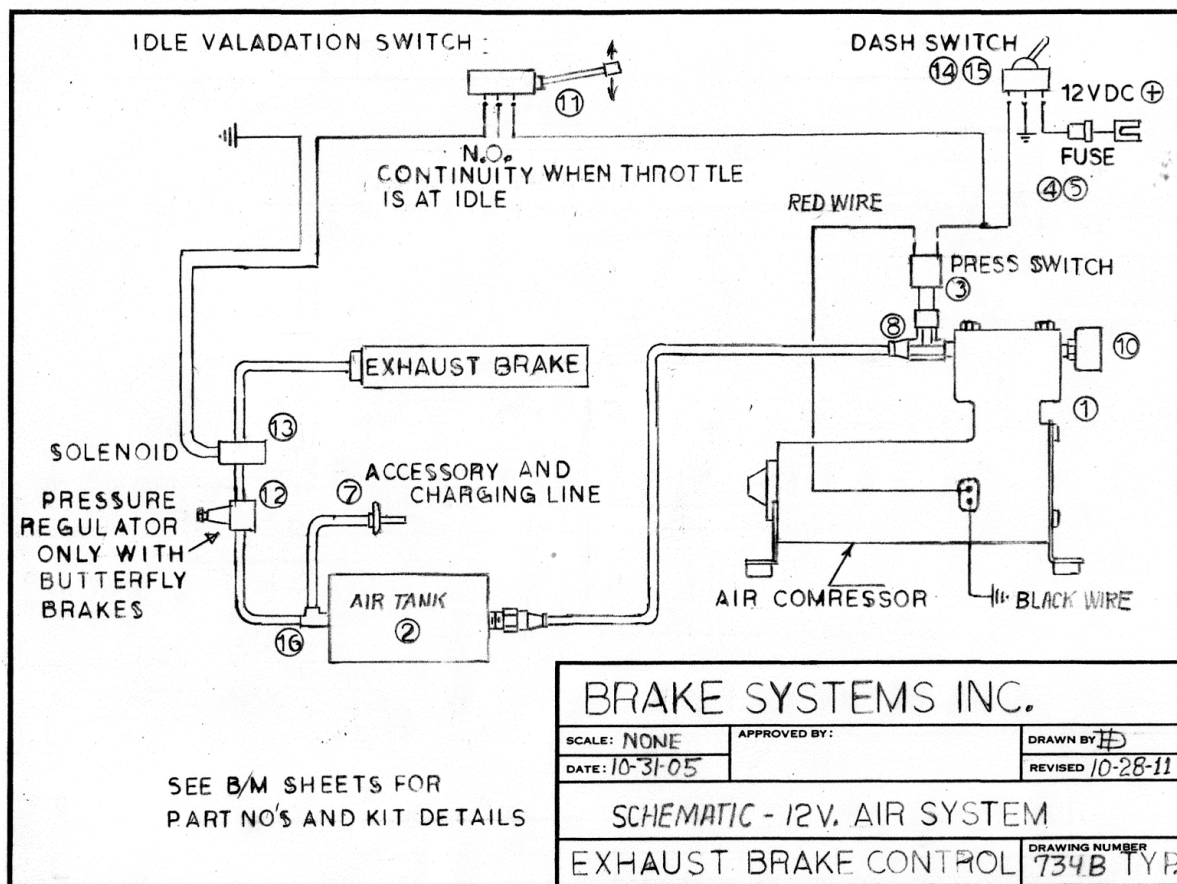 IDLE VALADATION SWITCH :
⑪
N.O.
CONTINUITY WHEN THROTTLE
IS AT IDLE
DASH SWITCH
⑭ ⑮
12VDC ⊕
FUSE
④ ⑤
RED WIRE
PRESS SWITCH
③
⑧
⑩
①
EXHAUST BRAKE
⑬
SOLENOID
⑫
PRESSURE
REGULATOR
ONLY WITH
BUTTERFLY
BRAKES
ACCESSORY AND
CHARGING LINE
⑦
AIR TANK
②
⑯
AIR COMRESSOR
BLACK WIRE
SEE B/M SHEETS FOR
PART NO'S AND KIT DETAILS
BRAKE SYSTEMS INC.
SCALE: NONE
APPROVED BY:
DRAWN BY
DATE: 10-31-05
REVISED 10-28-11
SCHEMATIC - 12V. AIR SYSTEM
EXHAUST BRAKE CONTROL
DRAWING NUMBER
734B TYP.